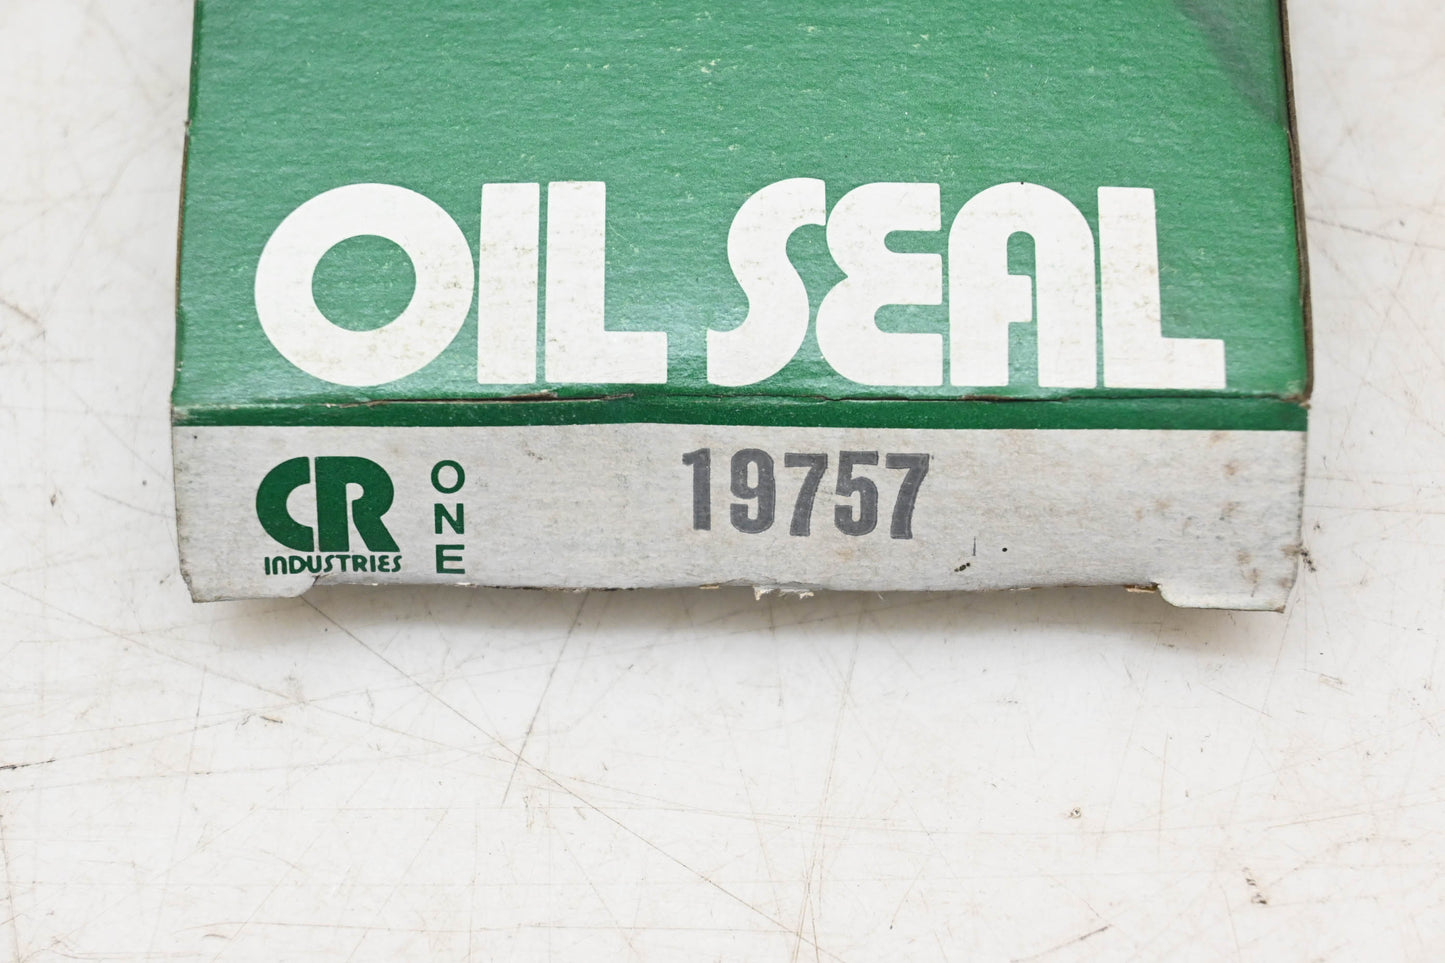 OIL SEAL
CR INDUSTRIES
ONE
19757